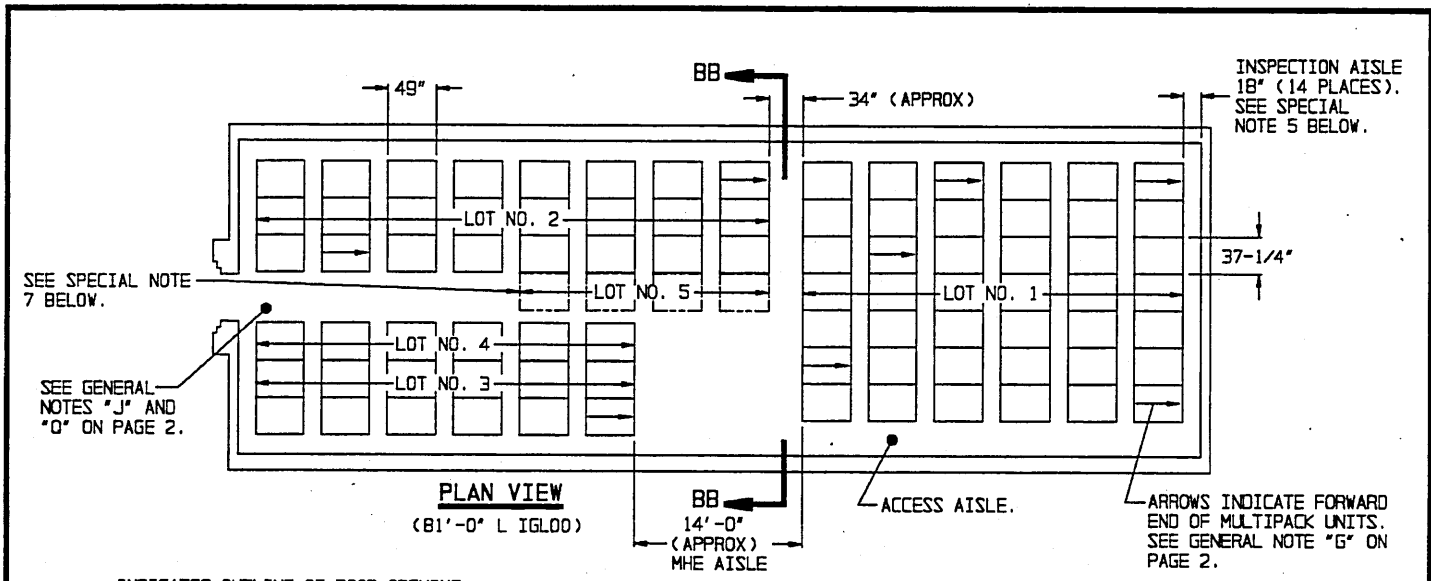 BB
49"
34" (APPROX)
INSPECTION AISLE
18" (14 PLACES).
SEE SPECIAL
NOTE 5 BELOW.
LOT NO. 2
37-1/4"
SEE SPECIAL NOTE
7 BELOW.
LOT NO. 5
LOT NO. 1
LOT NO. 4
LOT NO. 3
SEE GENERAL
NOTES "J" AND
"O" ON PAGE 2.
PLAN VIEW
(81'-0" L IGLOO)
BB
14'-0"
(APPROX)
MHE AISLE
ACCESS AISLE.
ARROWS INDICATE FORWARD
END OF MULTIPACK UNITS.
SEE GENERAL NOTE "G" ON
PAGE 2.